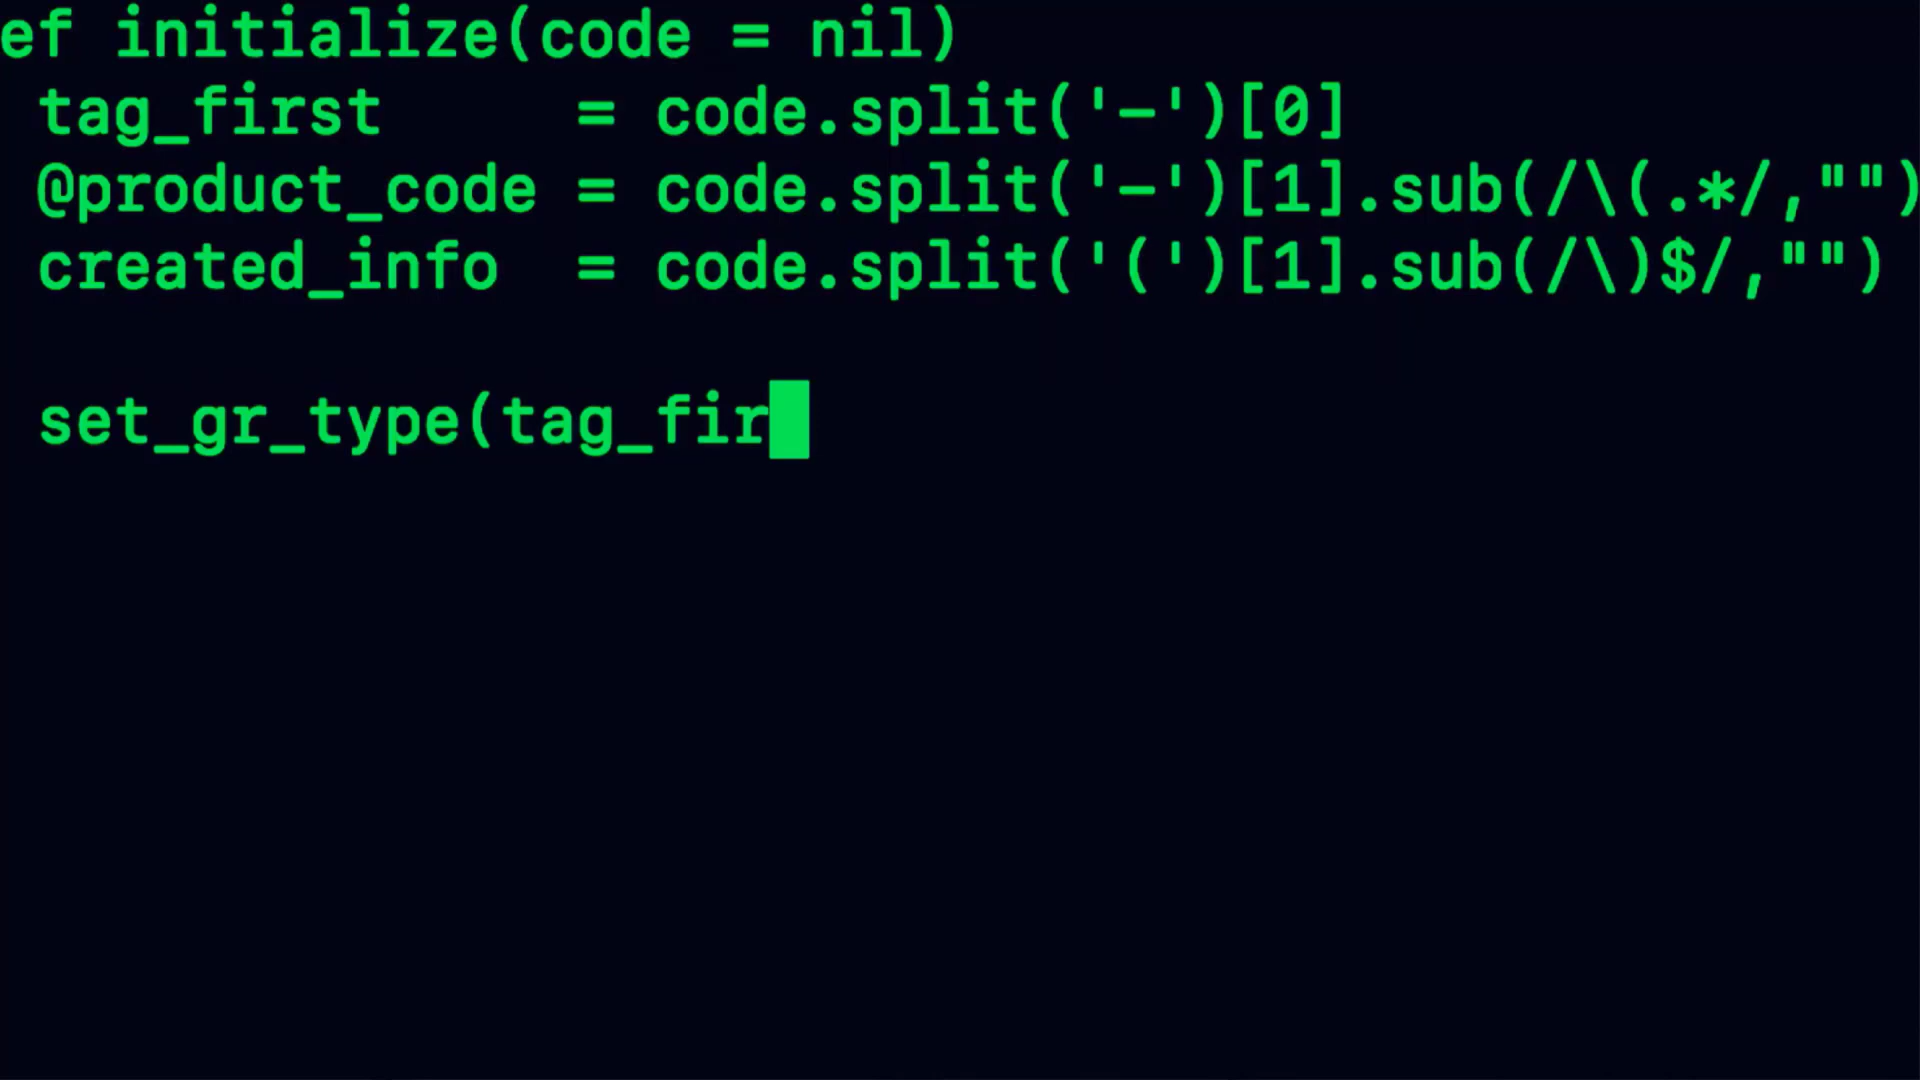 ef initialize(code = nil)
tag_first = code.split('-')[0]
@product_code = code.split('-')[1].sub(/\(.*/,"")
created_info = code.split('(')[1].sub(/\)$/,"")
set_gr_type(tag_fir